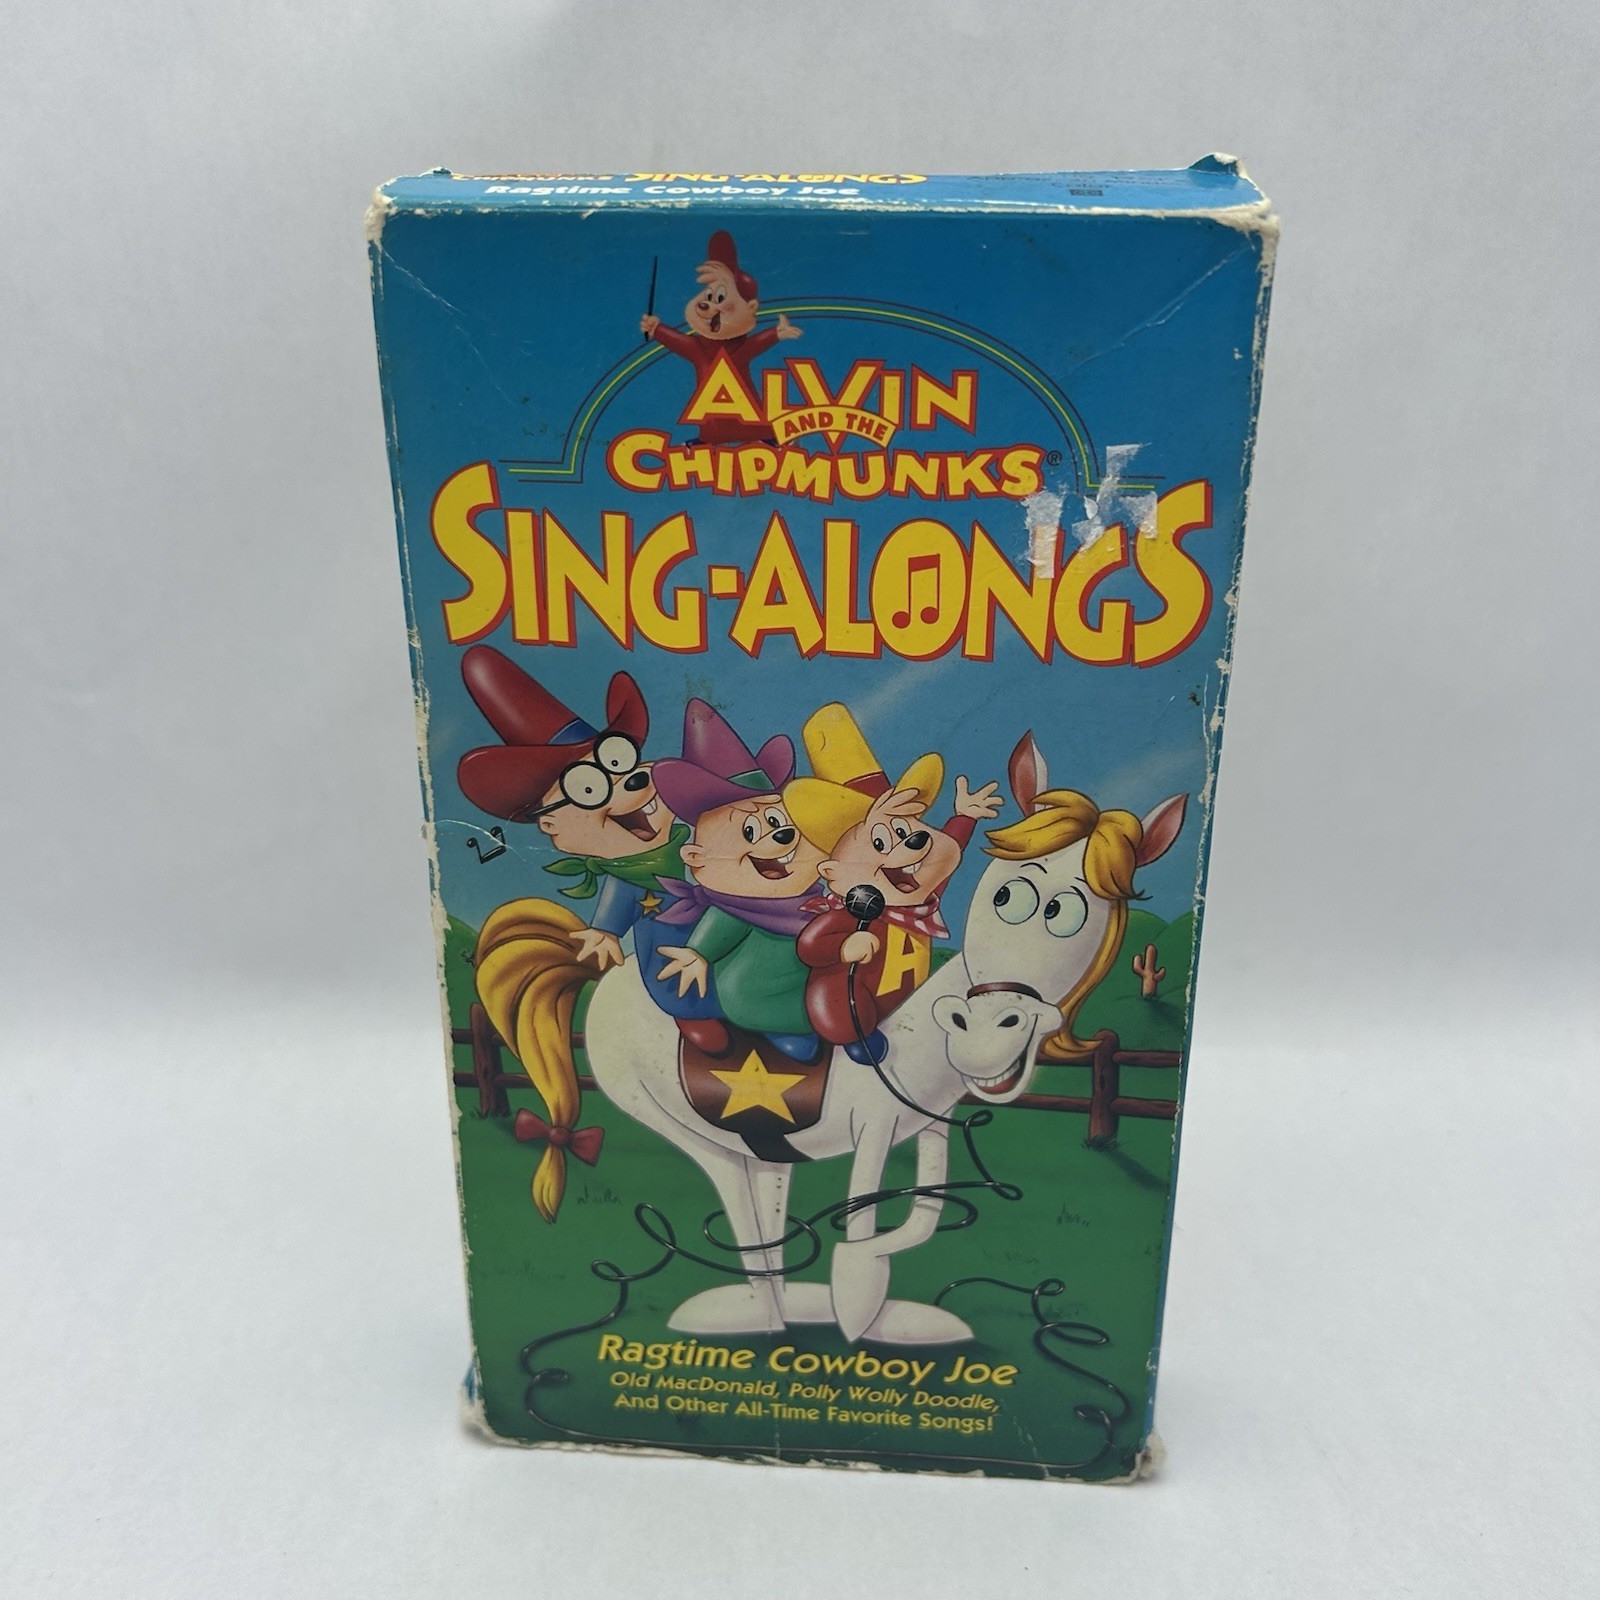 CHIPMUNKS SING-ALONGS
Ragtime Cowboy Joe
ALVIN
AND THE
CHIPMUNKS®
SING-ALONGS
A
Ragtime Cowboy Joe
Old MacDonald, Polly Wolly Doodle,
And Other All-Time Favorite Songs!